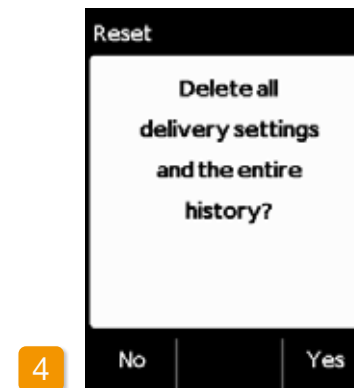 Reset
Delete all
delivery settings
and the entire
history?
4
No Yes